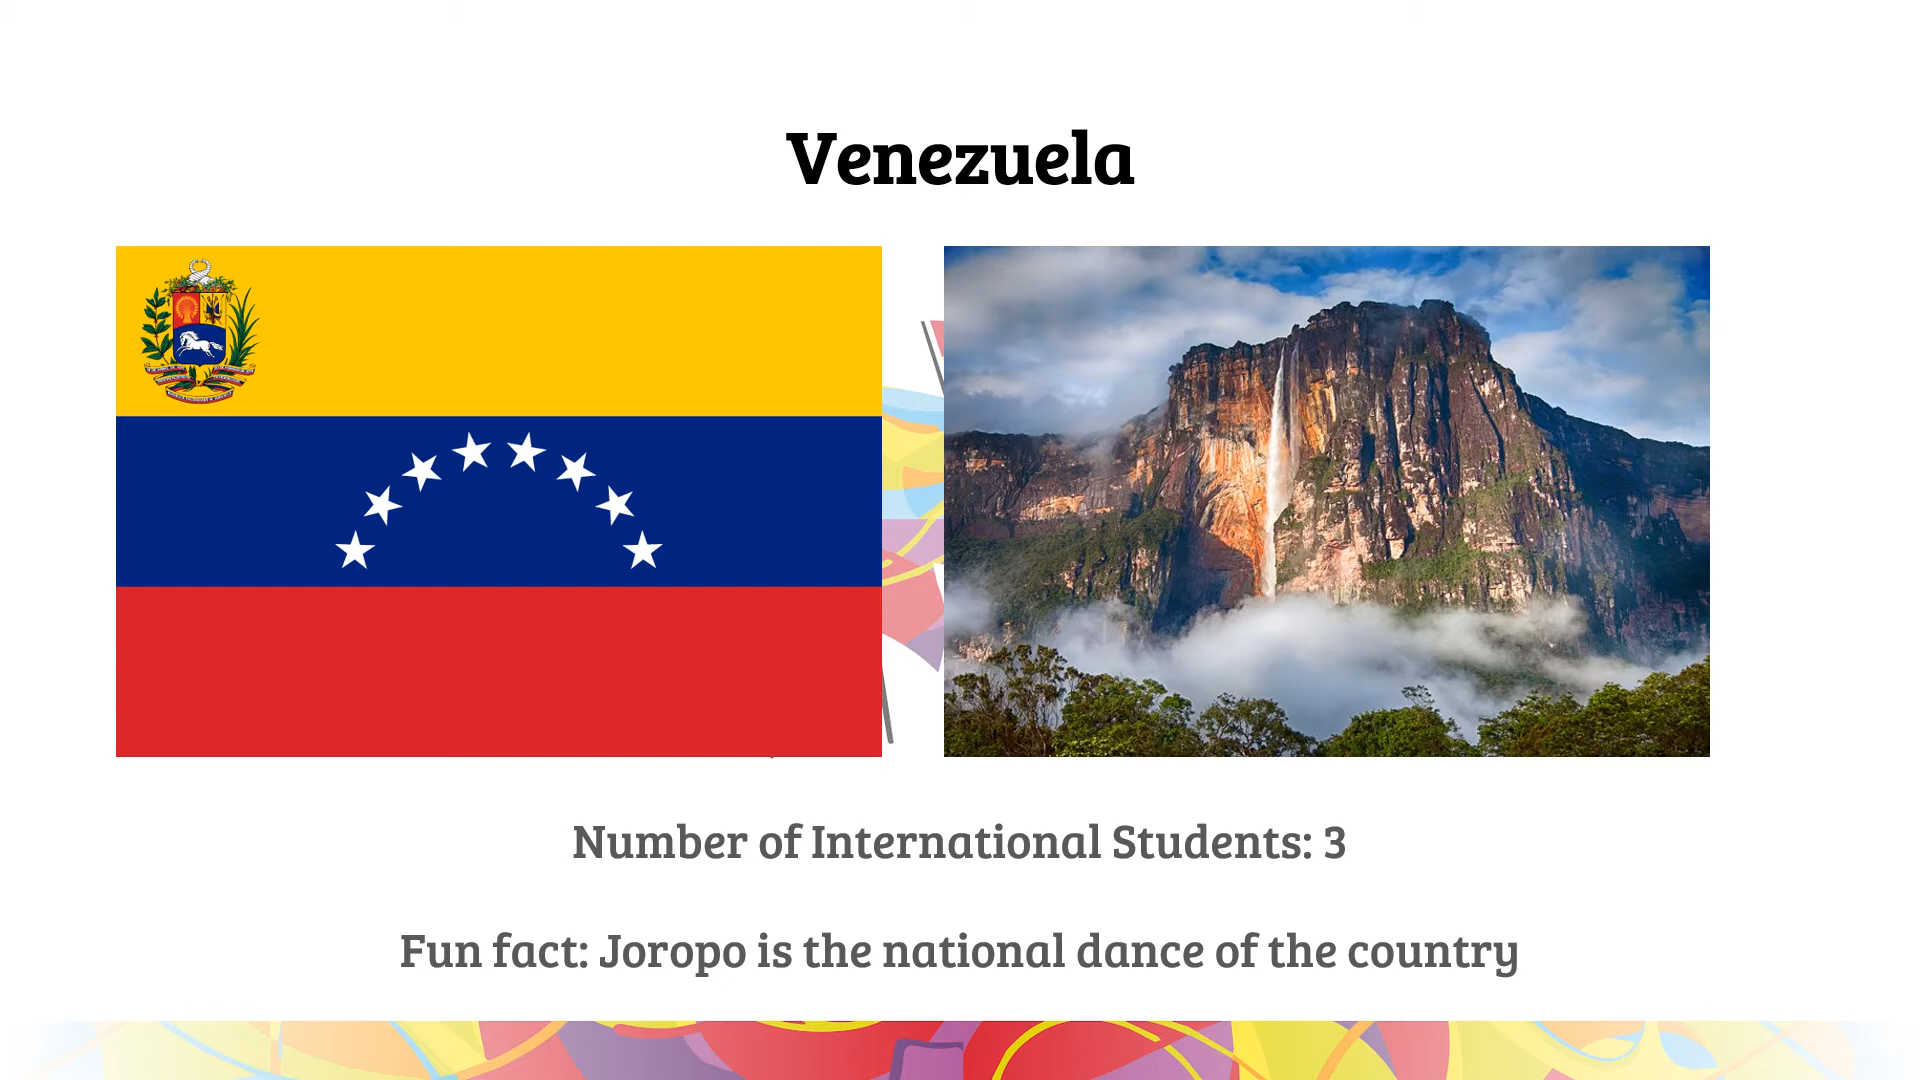 Venezuela
Number of International Students: 3
Fun fact: Joropo is the national dance of the country